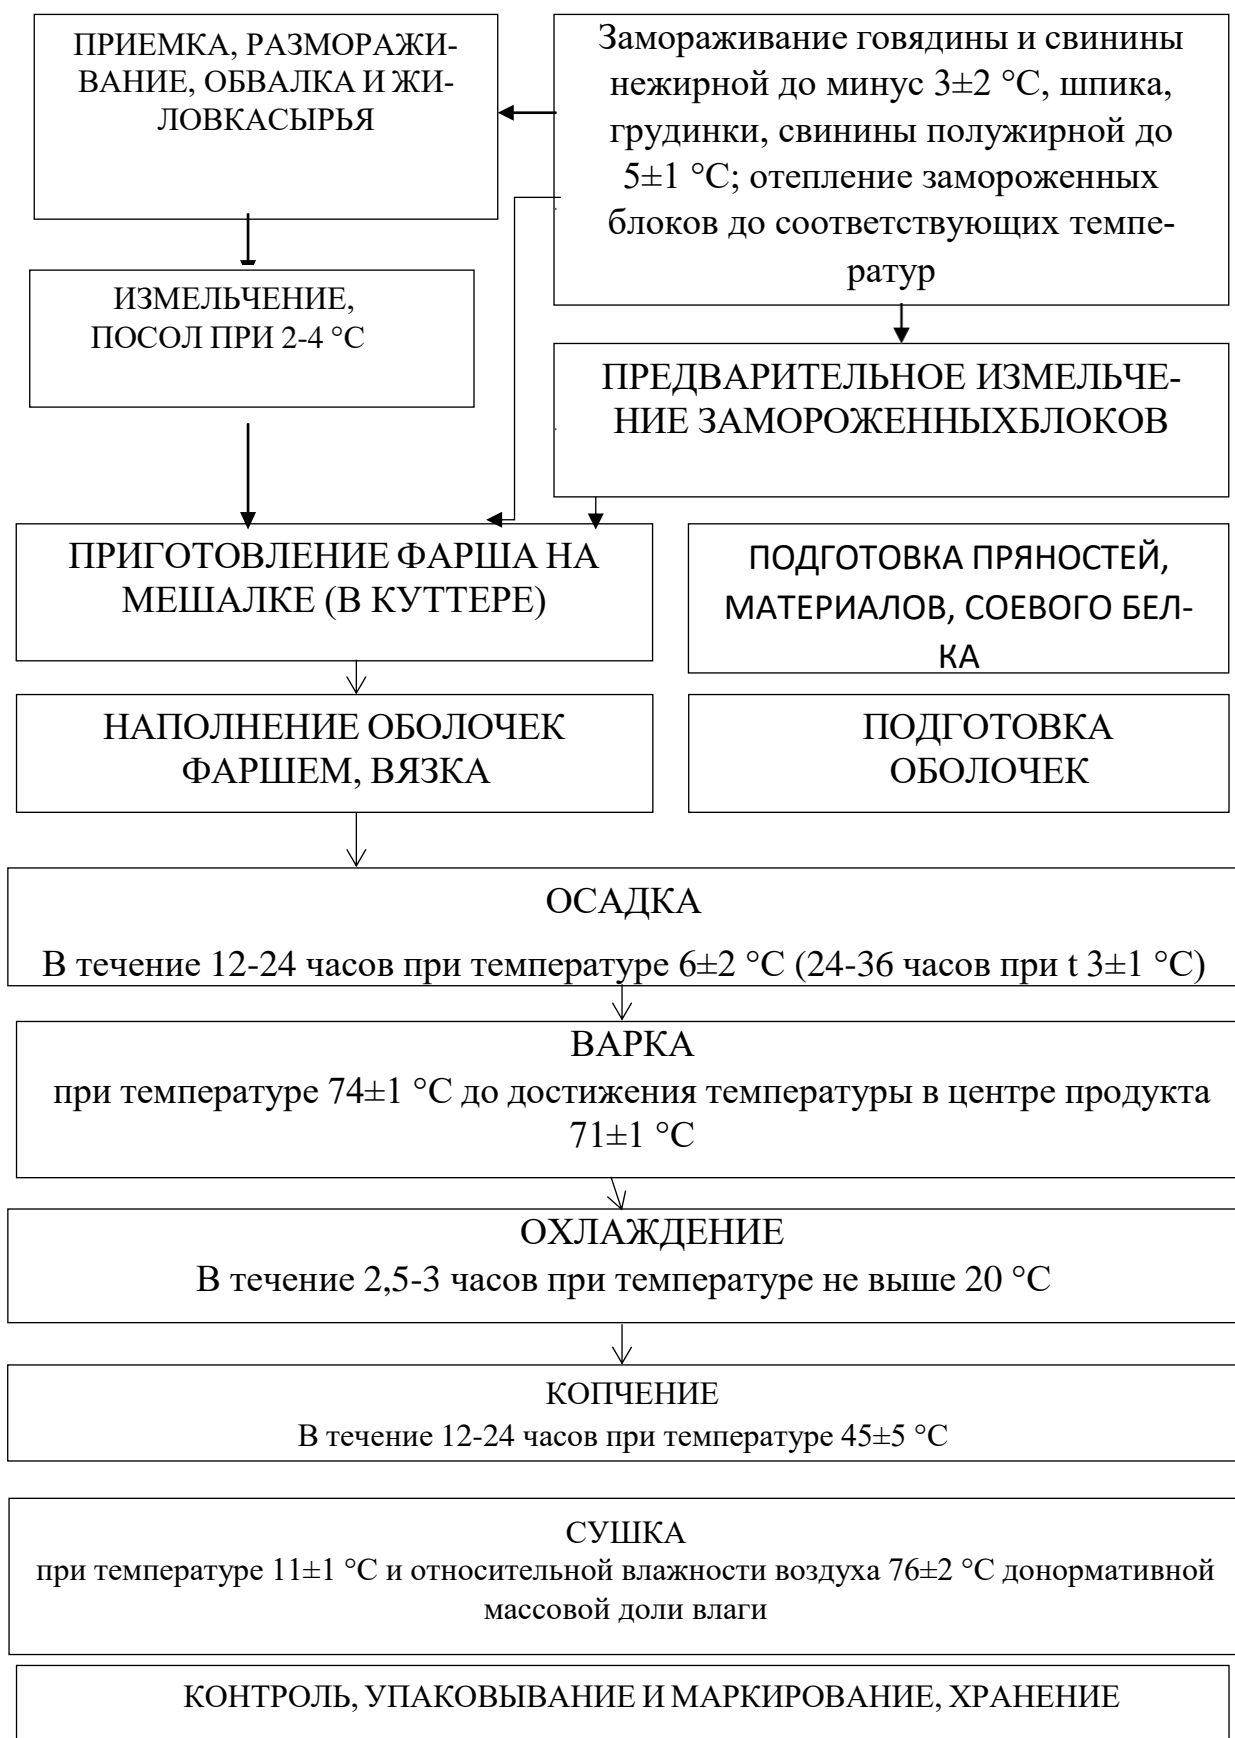 ПРИЕМКА, РАЗМОРАЖИ-
ВАНИЕ, ОБВАЛКА И ЖИ-
ЛОВКАСЫРЬЯ
Замораживание говядины и свинины
нежирной до минус 3±2 °С, шпика,
грудинки, свинины полужирной до
5±1 °С; отепление замороженных
блоков до соответствующих темпе-
ратур
ИЗМЕЛЬЧЕНИЕ,
ПОСОЛ ПРИ 2-4 °С
ПРЕДВАРИТЕЛЬНОЕ ИЗМЕЛЬЧЕ-
НИЕ ЗАМОРОЖЕННЫХБЛОКОВ
ПРИГОТОВЛЕНИЕ ФАРША НА
МЕШАЛКЕ (В КУТТЕРЕ)
ПОДГОТОВКА ПРЯНОСТЕЙ,
МАТЕРИАЛОВ, СОЕВОГО БЕЛ-
КА
НАПОЛНЕНИЕ ОБОЛОЧЕК
ФАРШЕМ, ВЯЗКА
ПОДГОТОВКА
ОБОЛОЧЕК
ОСАДКА
В течение 12-24 часов при температуре 6±2 °С (24-36 часов при t 3±1 °С)
ВАРКА
при температуре 74±1 °С до достижения температуры в центре продукта
71±1 °С
ОХЛАЖДЕНИЕ
В течение 2,5-3 часов при температуре не выше 20 °С
КОПЧЕНИЕ
В течение 12-24 часов при температуре 45±5 °С
СУШКА
при температуре 11±1 °С и относительной влажности воздуха 76±2 °С донормативной
массовой доли влаги
КОНТРОЛЬ, УПАКОВЫВАНИЕ И МАРКИРОВАНИЕ, ХРАНЕНИЕ